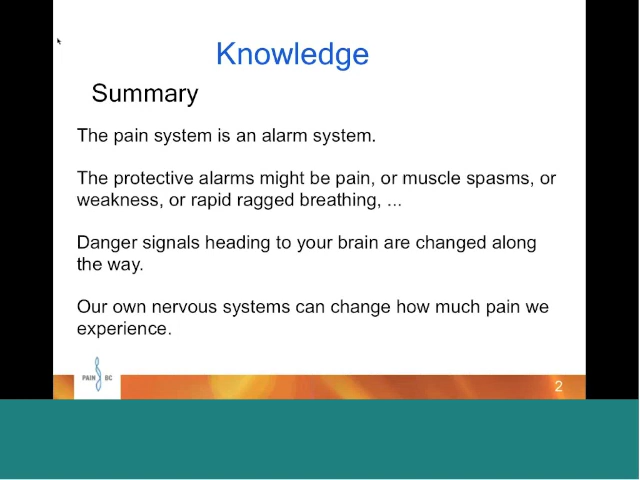 Knowledge
Summary
The pain system is an alarm system.
The protective alarms might be pain, or muscle spasms, or
weakness, or rapid ragged breathing, ...
Danger signals heading to your brain are changed along
the way.
Our own nervous systems can change how much pain we
experience.
PAIN BC
2